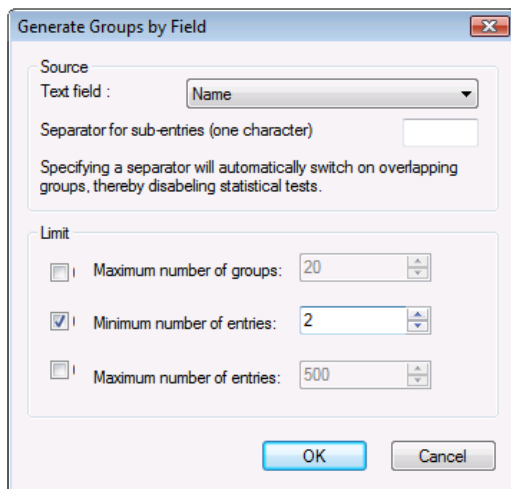 Generate Groups by Field
Source
Text field :
Name
Separator for sub-entries (one character)
Specifying a separator will automatically switch on overlapping
groups, thereby disabeling statistical tests.
Limit
Maximum number of groups: 20
Minimum number of entries: 2
Maximum number of entries: 500
OK Cancel